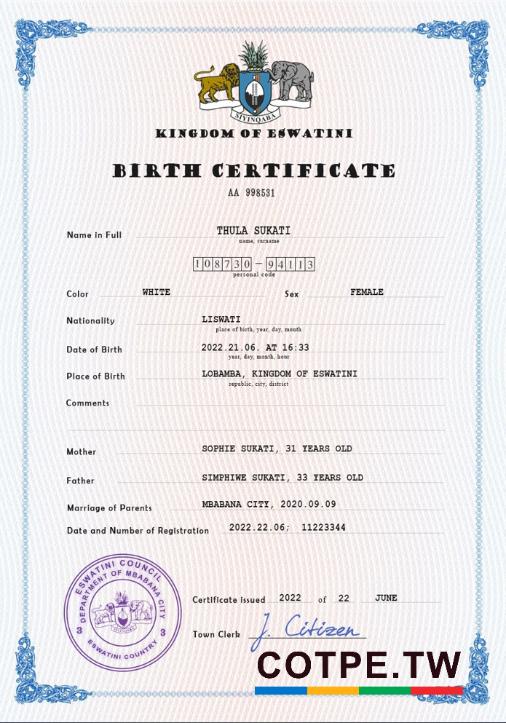 SIYINQABA
KINGDOM OF ESWATINI
BIRTH CERTIFICATE
AA 998531
Name in Full THULA SUKATI
name, surname
108730 - 94113
personal code
Color WHITE Sex FEMALE
Nationality LISWATI
place of birth, year, day, month
Date of Birth 2022.21.06. AT 16:33
year, day, month, hour
Place of Birth LOBAMBA, KINGDOM OF ESWATINI
republic, city, district
Comments
Mother SOPHIE SUKATI, 31 YEARS OLD
Father SIMPHIWE SUKATI, 33 YEARS OLD
Marriage of Parents MBABANA CITY, 2020.09.09
Date and Number of Registration 2022.22.06; 11223344
ESWATINI COUNCIL
DEPARTMENT OF MBABANA CITY
3 3
ESWATINI COUNTRY
Certificate issued 2022 of 22 JUNE
Town Clerk J. Citizen
COTPE.TW